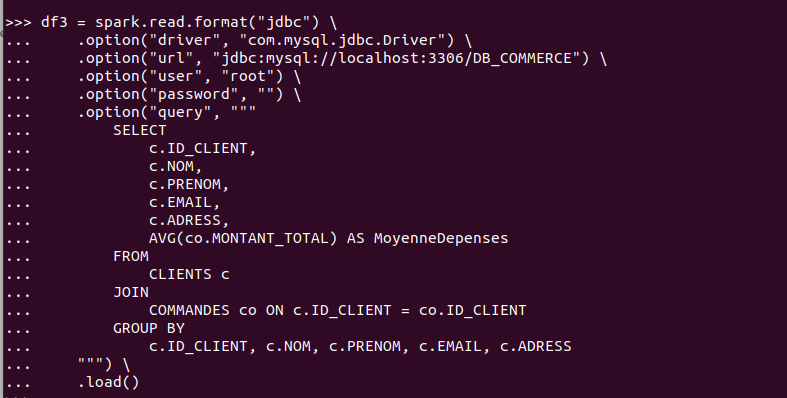 >>> df3 = spark.read.format("jdbc") \
...     .option("driver", "com.mysql.jdbc.Driver") \
...     .option("url", "jdbc:mysql://localhost:3306/DB_COMMERCE") \
...     .option("user", "root") \
...     .option("password", "") \
...     .option("query", """
...         SELECT
...             c.ID_CLIENT,
...             c.NOM,
...             c.PRENOM,
...             c.EMAIL,
...             c.ADRESS,
...             AVG(co.MONTANT_TOTAL) AS MoyenneDepenses
...         FROM
...             CLIENTS c
...         JOIN
...             COMMANDES co ON c.ID_CLIENT = co.ID_CLIENT
...         GROUP BY
...             c.ID_CLIENT, c.NOM, c.PRENOM, c.EMAIL, c.ADRESS
...     """) \
...     .load()